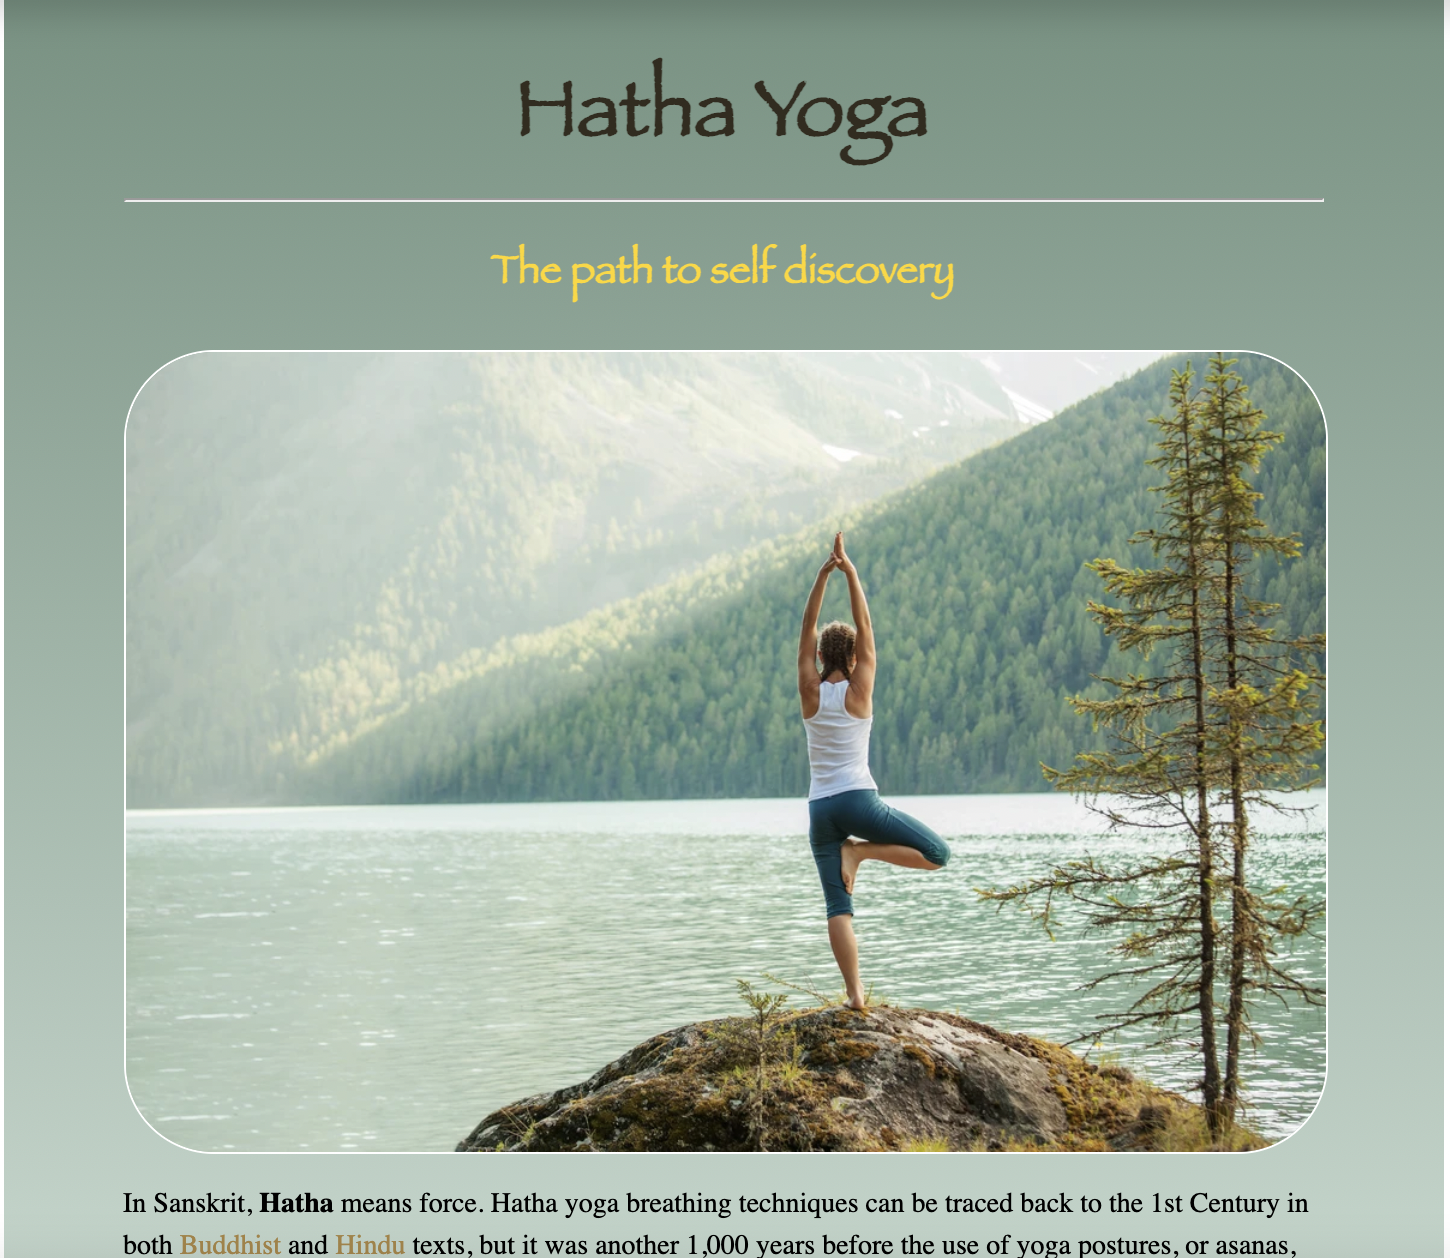 Hatha Yoga
The path to self discovery
In Sanskrit, Hatha means force. Hatha yoga breathing techniques can be traced back to the 1st Century in
both Buddhist and Hindu texts, but it was another 1,000 years before the use of yoga postures, or asanas,